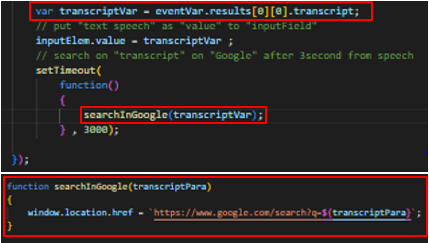 var transcriptVar = eventVar.results[0][0].transcript;
// put "text speech" as "value" to "inputField"
inputElem.value = transcriptVar ;
// search on "transcript" on "Google" after 3second from speech
setTimeout(
function()
{
searchInGoogle(transcriptVar);
} , 3000);
});
function searchInGoogle(transcriptPara)
{
window.location.href = `https://www.google.com/search?q=${transcriptPara}`;
}